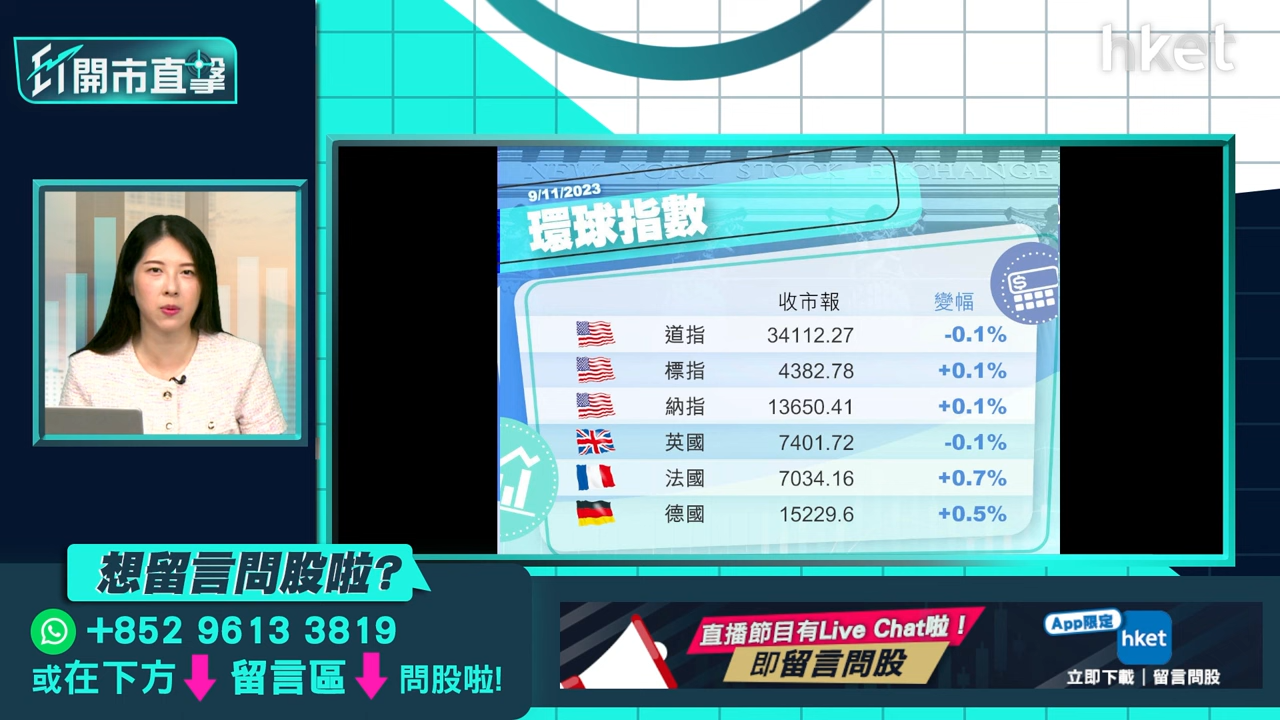 ET開市直擊
hket
NEW YORK STOCK EXCHANGE
9/11/2023
環球指數
收市報 變幅
道指 34112.27 -0.1%
標指 4382.78 +0.1%
納指 13650.41 +0.1%
英國 7401.72 -0.1%
法國 7034.16 +0.7%
德國 15229.6 +0.5%
想留言問股啦?
+852 9613 3819
或在下方 留言區 問股啦!
直播節目有Live Chat啦!
即留言問股
App限定
hket
立即下載|留言問股